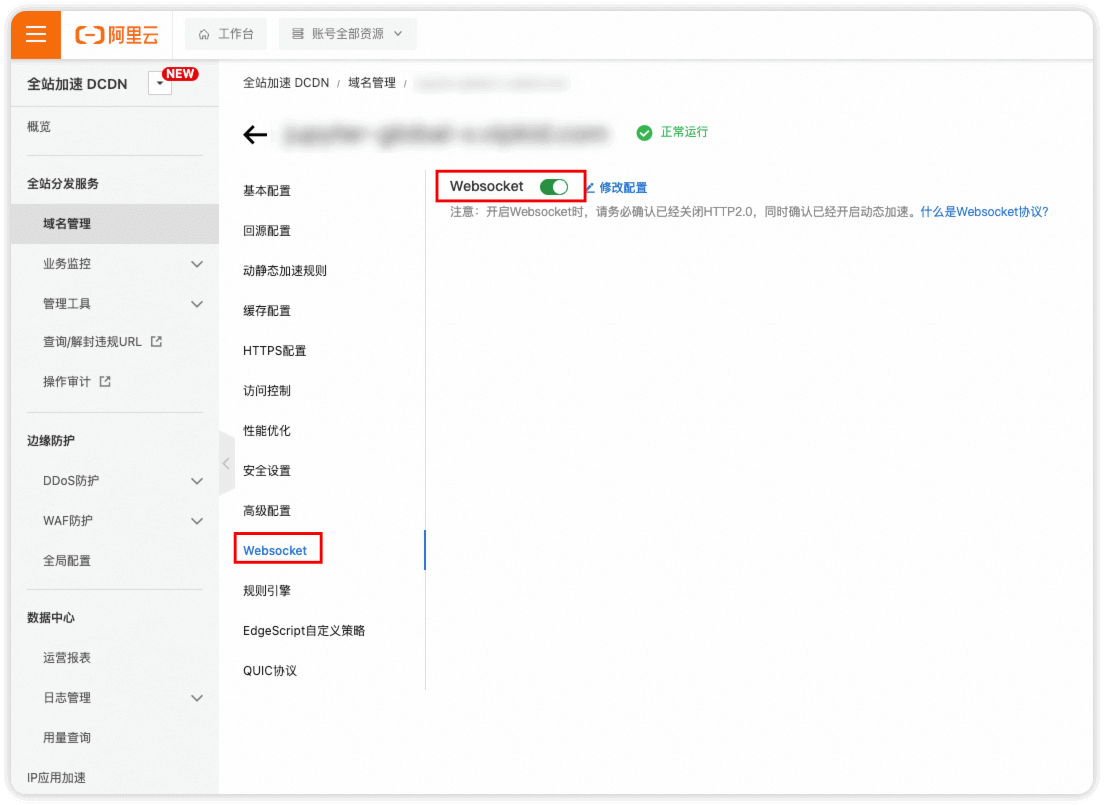 阿里云
工作台
账号全部资源
全站加速 DCDN
NEW
概览
全站分发服务
域名管理
业务监控
管理工具
查询/解封违规URL
操作审计
边缘防护
DDoS防护
WAF防护
全局配置
数据中心
运营报表
日志管理
用量查询
IP应用加速
全站加速 DCDN / 域名管理 /
正常运行
基本配置
回源配置
动静态加速规则
缓存配置
HTTPS配置
访问控制
性能优化
安全设置
高级配置
Websocket
规则引擎
EdgeScript自定义策略
QUIC协议
Websocket
修改配置
注意：开启Websocket时，请务必确认已经关闭HTTP2.0，同时确认已经开启动态加速。什么是Websocket协议?